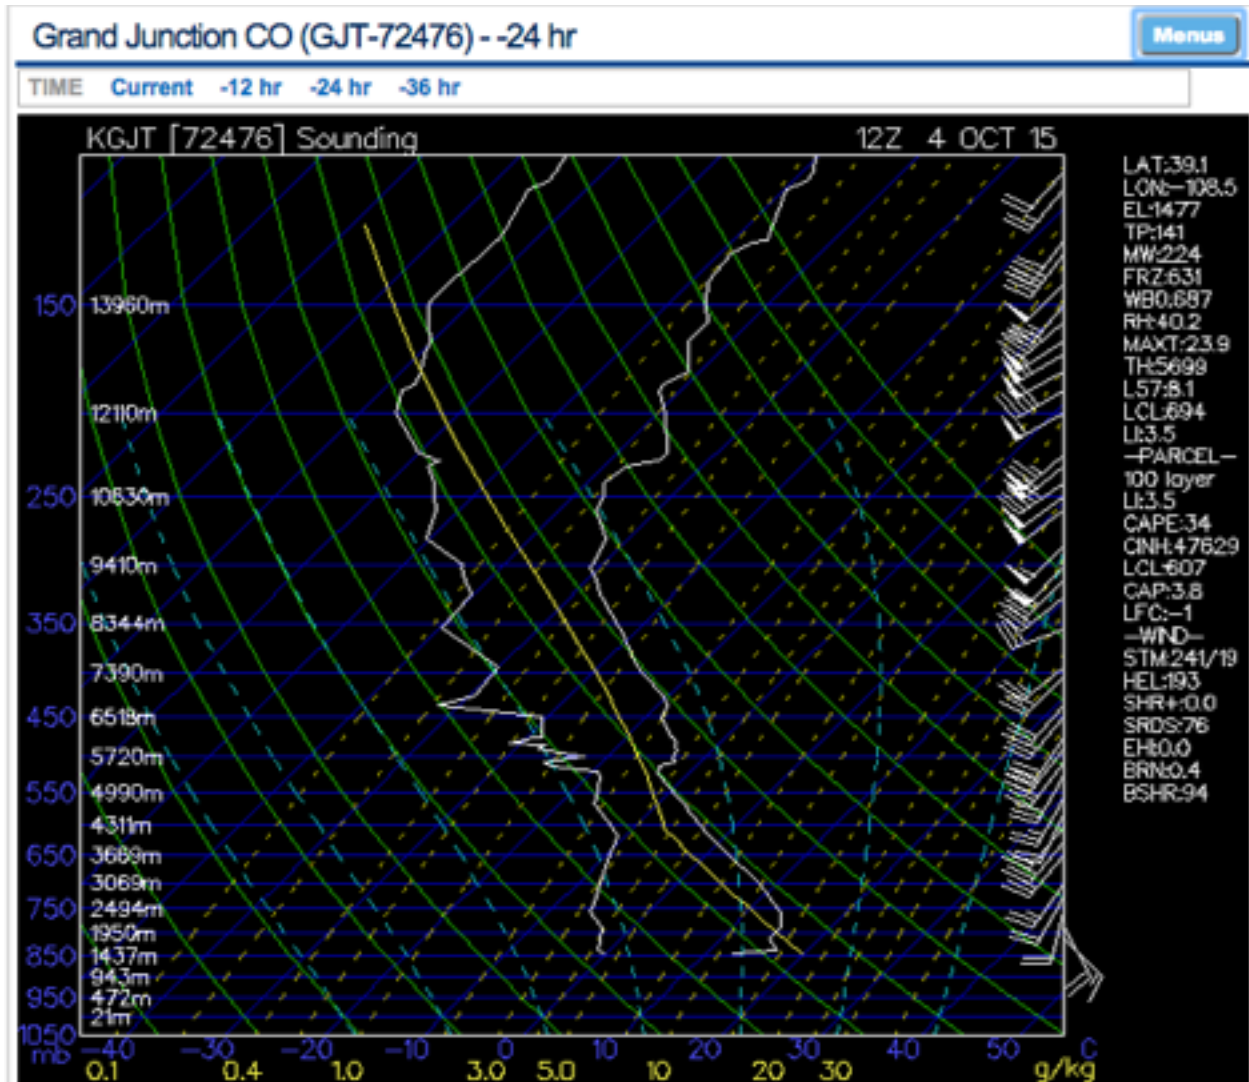 Grand Junction CO (GJT-72476) - -24 hr
Menus
TIME Current -12 hr -24 hr -36 hr
KGJT [72476] Sounding 12Z 4 OCT 15
LAT:39.1
LON:-108.5
EL:1477
TP:141
MW:224
FRZ:631
WB0:687
RH:40.2
MAXT:23.9
TH:5699
L57:8.1
LCL:694
LI:3.5
-PARCEL-
100 layer
LI:3.5
CAPE:34
CINH:47629
LCL:607
CAP:3.8
LFC:-1
-WIND-
STM:241/19
HEL:193
SHR+:0.0
SRDS:76
EHI:0.0
BRN:0.4
BSHR:94
150 13960m
12110m
250 10630m
9410m
350 8344m
7390m
450 6518m
5720m
550 4990m
4311m
650 3689m
3069m
750 2494m
1950m
850 1437m
943m
950 472m
21m
1050
mb -40 -30 -20 -10 0 10 20 30 40 50 C
0.1 0.4 1.0 3.0 5.0 10 20 30 g/kg